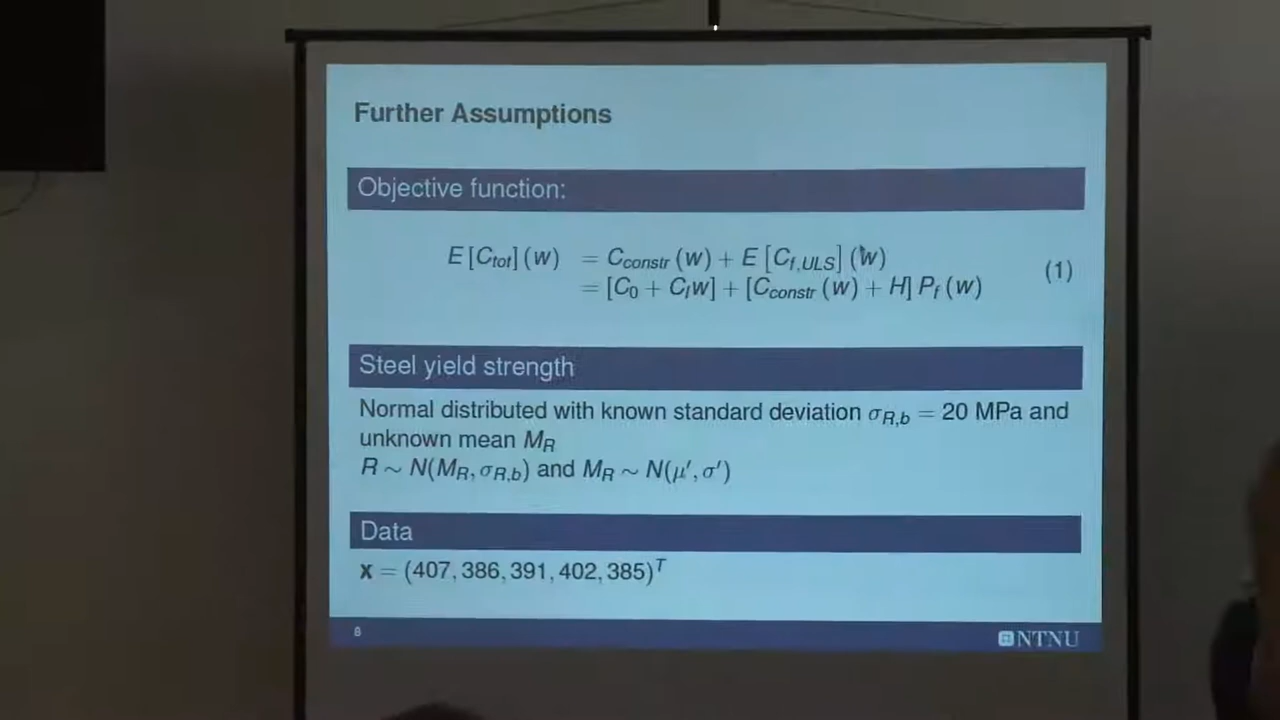 Further Assumptions
Objective function:
E [C_tot] (w) = C_constr (w) + E [C_f,ULS] (w)
= [C_0 + C_I w] + [C_constr (w) + H] P_f (w)
(1)
Steel yield strength
Normal distributed with known standard deviation σ_R,b = 20 MPa and
unknown mean M_R
R ∼ N(M_R, σ_R,b) and M_R ∼ N(μ′, σ′)
Data
x = (407, 386, 391, 402, 385)^T
8
NTNU